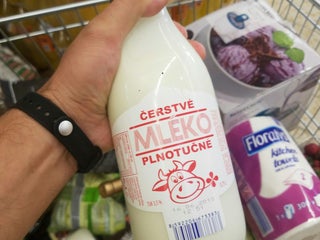 ČERSTVÉ
MLÉKO
PLNOTUČNÉ
Floralys
kitchen
towels